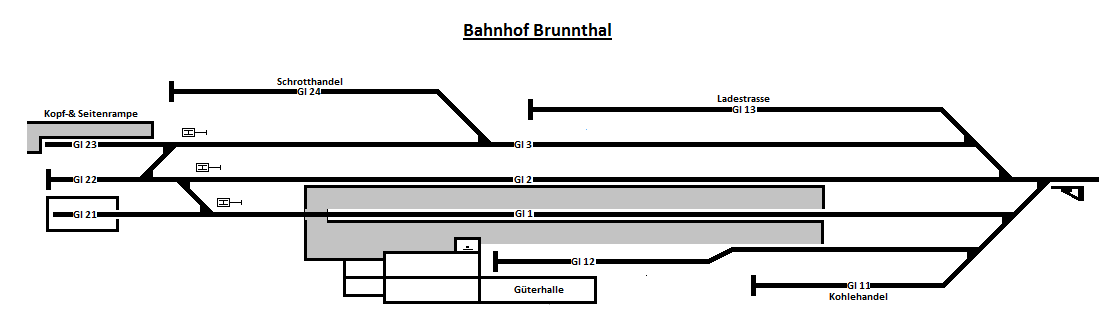 Bahnhof Brunnthal
Schrotthandel
Gl 24
Ladestrasse
Gl 13
Kopf-& Seitenrampe
Gl 23
Gl 3
Gl 22
Gl 2
Gl 21
Gl 1
Gl 12
Güterhalle
Gl 11
Kohlehandel